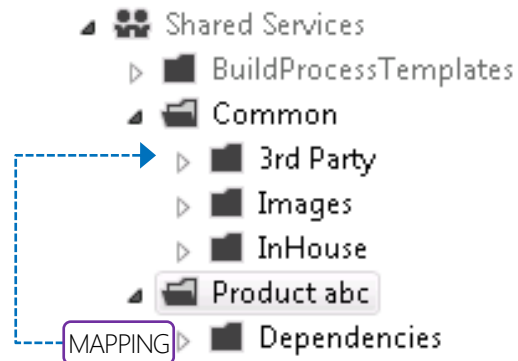 Shared Services
BuildProcessTemplates
Common
3rd Party
Images
InHouse
Product abc
MAPPING Dependencies